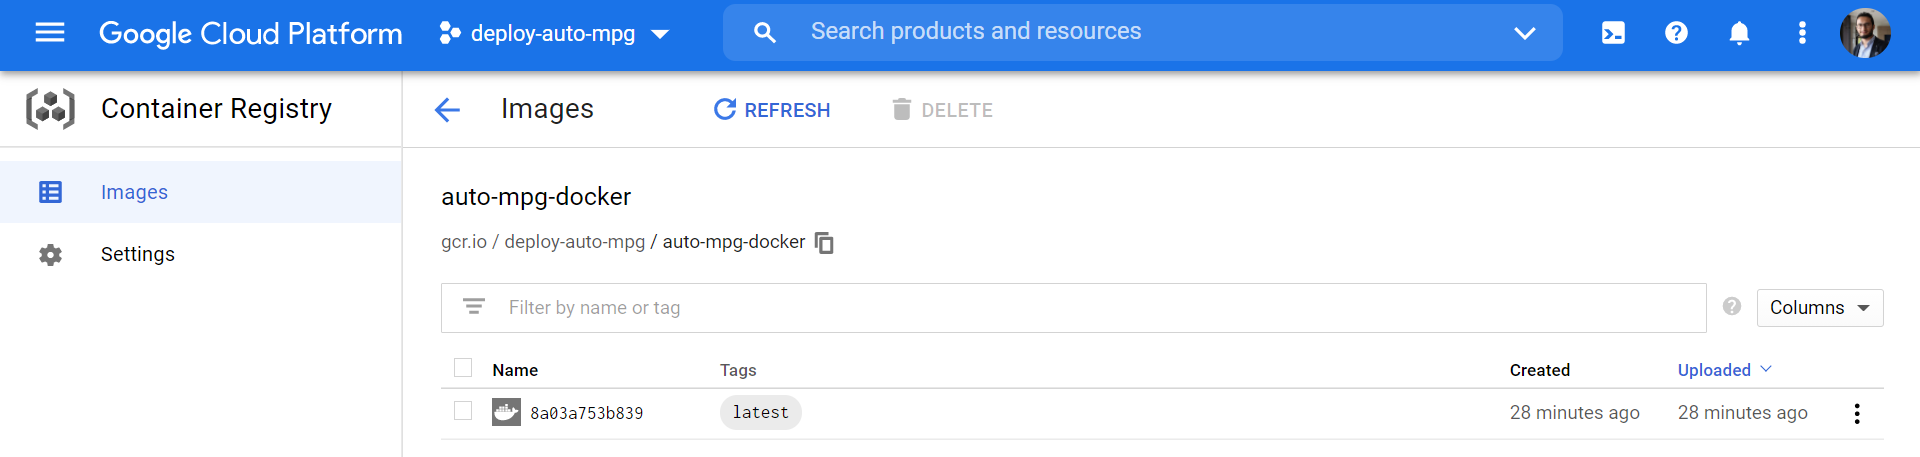 Google Cloud Platform deploy-auto-mpg Search products and resources
Container Registry
Images REFRESH DELETE
Images
Settings
auto-mpg-docker
gcr.io / deploy-auto-mpg / auto-mpg-docker
Filter by name or tag Columns
Name Tags Created Uploaded
8a03a753b839 latest 28 minutes ago 28 minutes ago